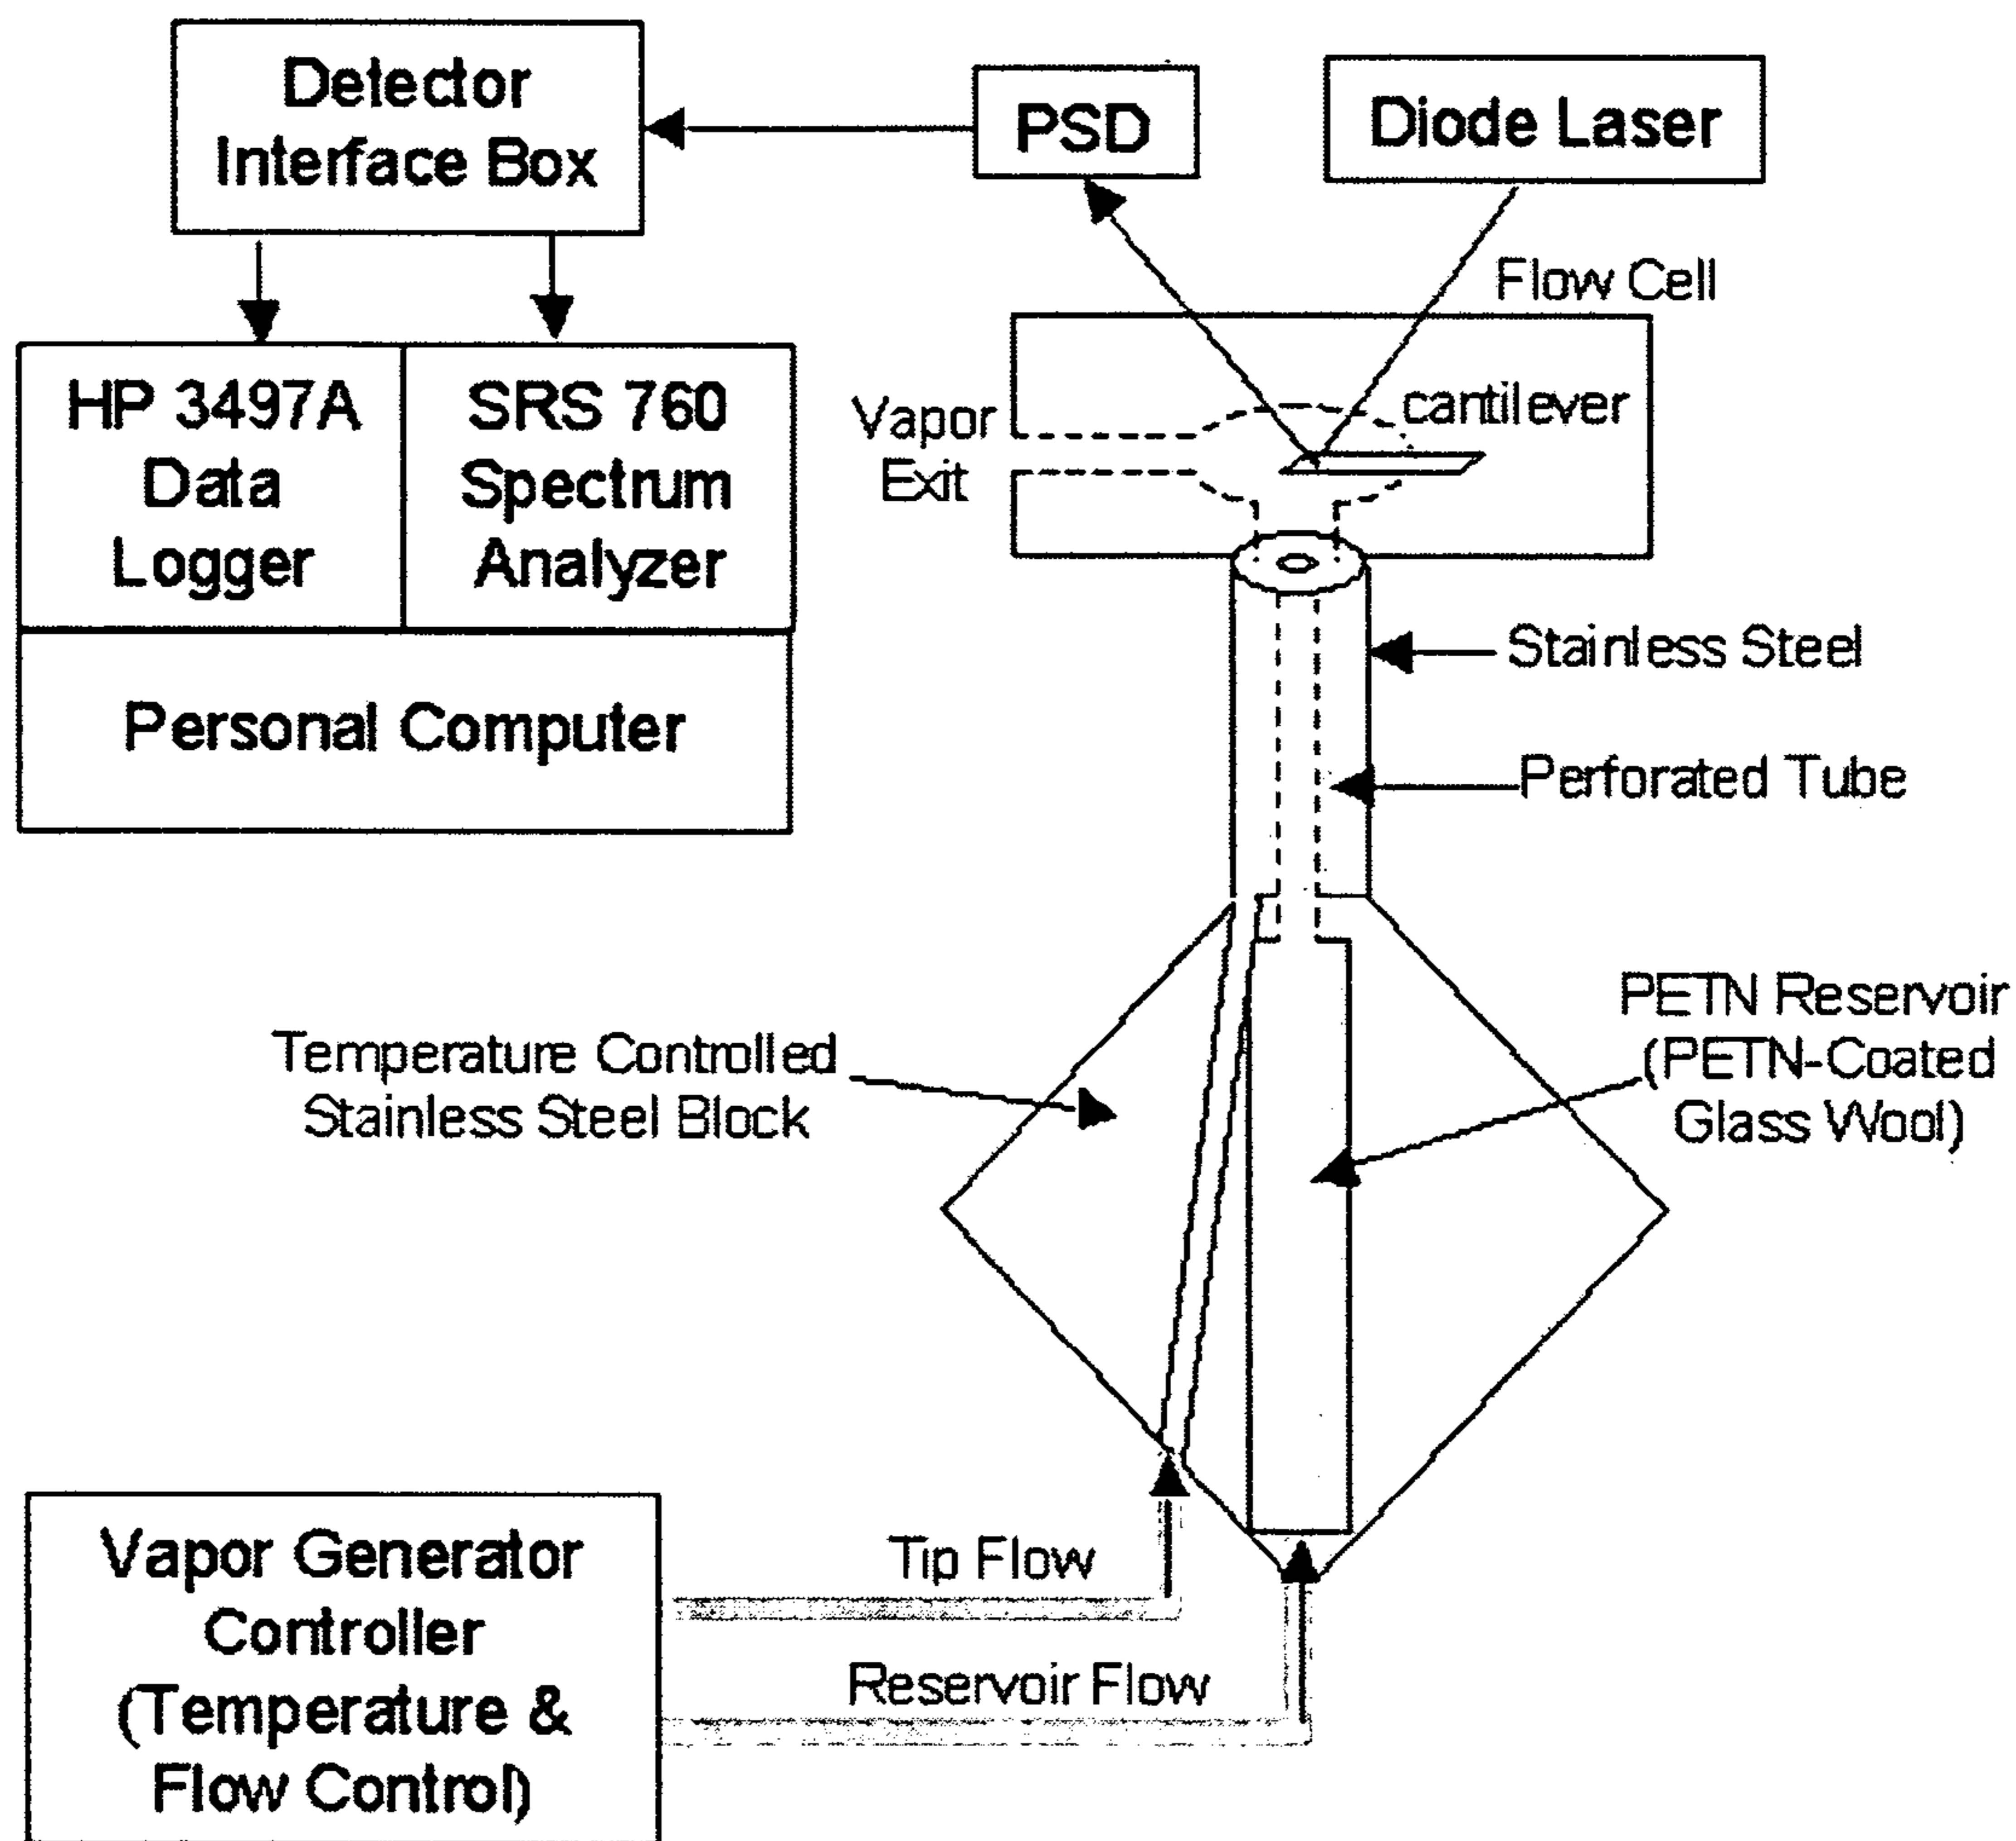 Detector
Interface Box
PSD
Diode Laser
Flow Cell
HP 3497A
Data
Logger
SRS 760
Spectrum
Analyzer
Personal Computer
Vapor
Exit
cantilever
Stainless Steel
Perforated Tube
Temperature Controlled
Stainless Steel Block
PETN Reservoir
(PETN-Coated
Glass Wool)
Vapor Generator
Controller
(Temperature &
Flow Control)
Tip Flow
Reservoir Flow